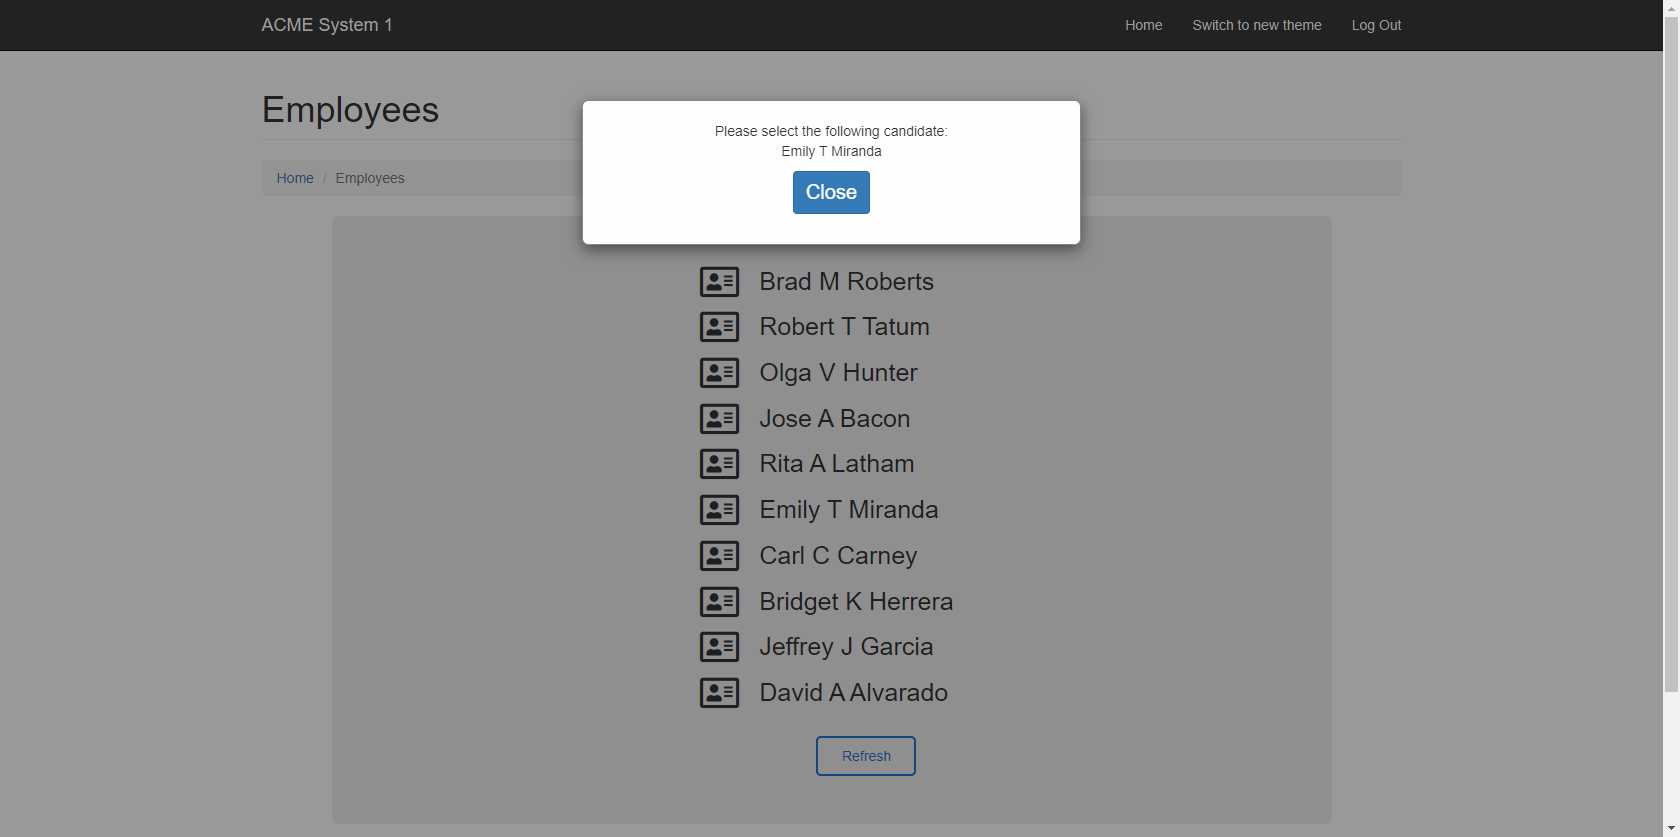 ACME System 1
Home
Switch to new theme
Log Out
Employees
Please select the following candidate:
Emily T Miranda
Close
Home / Employees
Brad M Roberts
Robert T Tatum
Olga V Hunter
Jose A Bacon
Rita A Latham
Emily T Miranda
Carl C Carney
Bridget K Herrera
Jeffrey J Garcia
David A Alvarado
Refresh